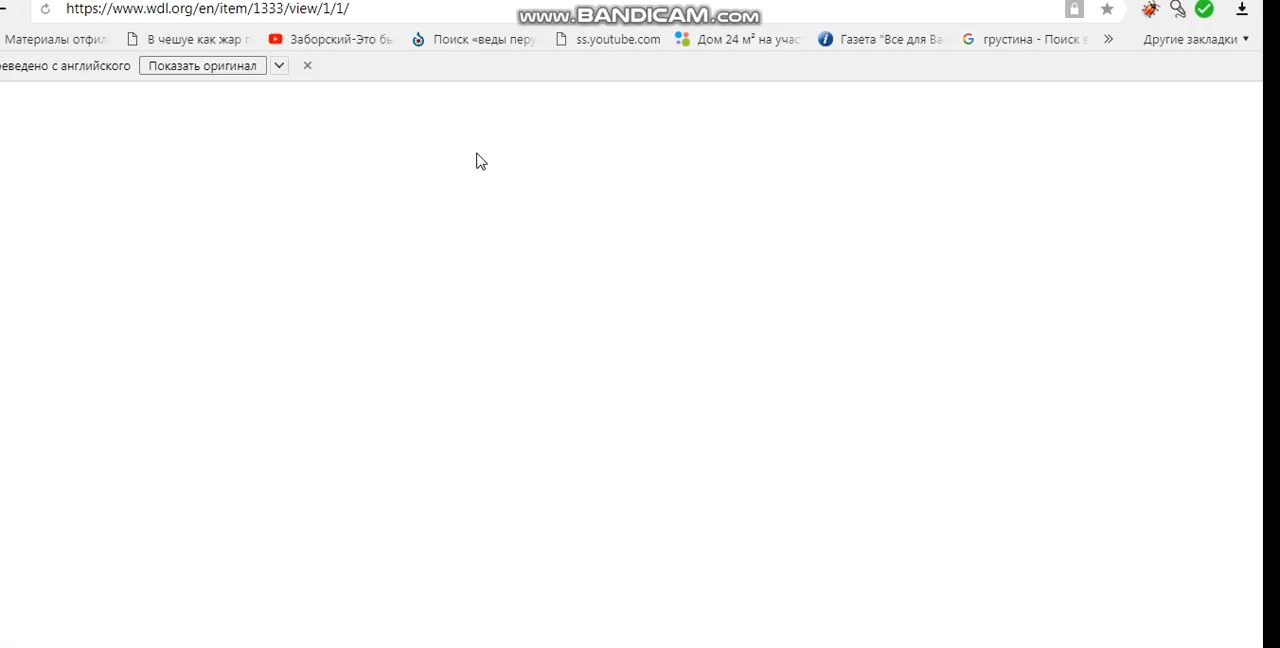 https://www.wdl.org/en/item/1333/view/1/1/
www.BANDICAM.com
Материалы отфил
В чешуе как жар г
Заборский-Это бы
Поиск «веды перу
ss.youtube.com
Дом 24 м² на учас
Газета "Все для Ва
грустина - Поиск в
»
Другие закладки
еведено с английского
Показать оригинал